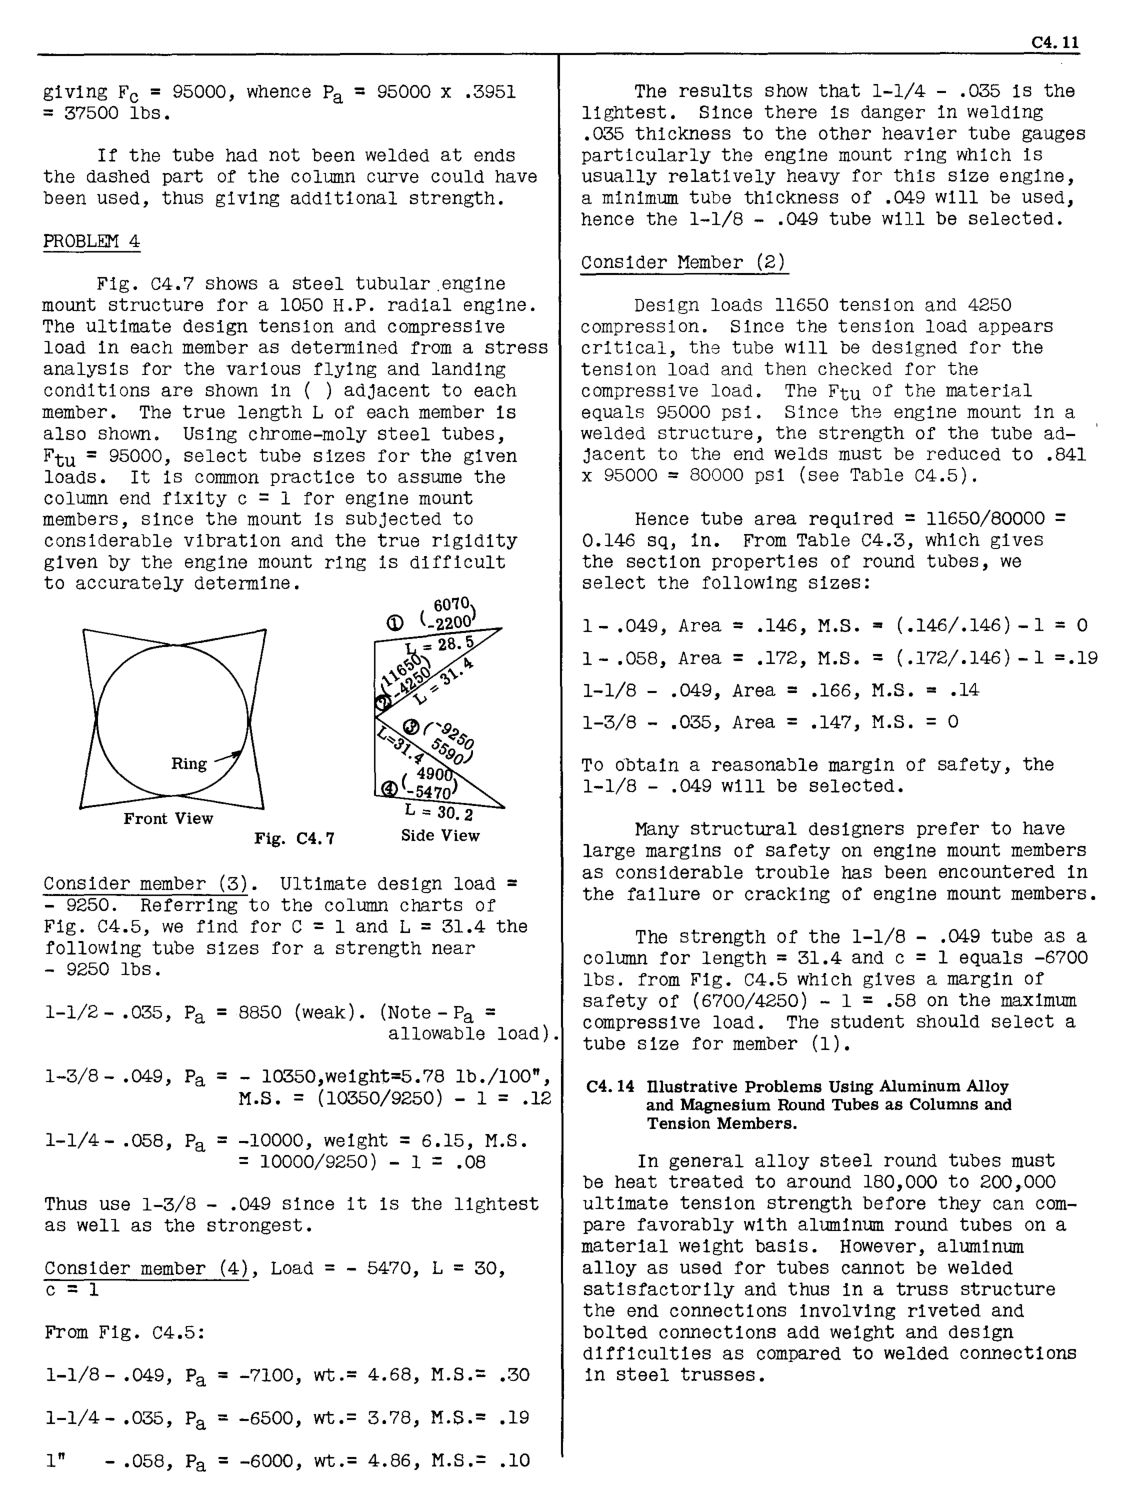 C4.11
giving Fc = 95000, whence Pa = 95000 x .3951
= 37500 lbs.
If the tube had not been welded at ends
the dashed part of the column curve could have
been used, thus giving additional strength.
PROBLEM 4
Fig. C4.7 shows a steel tubular engine
mount structure for a 1050 H.P. radial engine.
The ultimate design tension and compressive
load in each member as determined from a stress
analysis for the various flying and landing
conditions are shown in ( ) adjacent to each
member. The true length L of each member is
also shown. Using chrome-moly steel tubes,
Ftu = 95000, select tube sizes for the given
loads. It is common practice to assume the
column end fixity c = 1 for engine mount
members, since the mount is subjected to
considerable vibration and the true rigidity
given by the engine mount ring is difficult
to accurately determine.
Ring
Front View
① (6070
-2200)
L = 28.5
② (11650)
-4250
L = 31.4
③ (-9250
5590)
L=31.4
④ (4900
-5470)
L = 30.2
Side View
Fig. C4.7
Consider member (3). Ultimate design load =
- 9250. Referring to the column charts of
Fig. C4.5, we find for C = 1 and L = 31.4 the
following tube sizes for a strength near
- 9250 lbs.
1-1/2 - .035, Pa = 8850 (weak). (Note - Pa =
allowable load).
1-3/8 - .049, Pa = - 10350,weight=5.78 lb./100",
M.S. = (10350/9250) - 1 = .12
1-1/4 - .058, Pa = -10000, weight = 6.15, M.S.
= 10000/9250) - 1 = .08
Thus use 1-3/8 - .049 since it is the lightest
as well as the strongest.
Consider member (4), Load = - 5470, L = 30,
c = 1
From Fig. C4.5:
1-1/8 - .049, Pa = -7100, wt.= 4.68, M.S.= .30
1-1/4 - .035, Pa = -6500, wt.= 3.78, M.S.= .19
1" - .058, Pa = -6000, wt.= 4.86, M.S.= .10
The results show that 1-1/4 - .035 is the
lightest. Since there is danger in welding
.035 thickness to the other heavier tube gauges
particularly the engine mount ring which is
usually relatively heavy for this size engine,
a minimum tube thickness of .049 will be used,
hence the 1-1/8 - .049 tube will be selected.
Consider Member (2)
Design loads 11650 tension and 4250
compression. Since the tension load appears
critical, the tube will be designed for the
tension load and then checked for the
compressive load. The Ftu of the material
equals 95000 psi. Since the engine mount in a
welded structure, the strength of the tube ad-
jacent to the end welds must be reduced to .841
x 95000 = 80000 psi (see Table C4.5).
Hence tube area required = 11650/80000 =
0.146 sq, in. From Table C4.3, which gives
the section properties of round tubes, we
select the following sizes:
1 - .049, Area = .146, M.S. = (.146/.146) - 1 = 0
1 - .058, Area = .172, M.S. = (.172/.146) - 1 =.19
1-1/8 - .049, Area = .166, M.S. = .14
1-3/8 - .035, Area = .147, M.S. = 0
To obtain a reasonable margin of safety, the
1-1/8 - .049 will be selected.
Many structural designers prefer to have
large margins of safety on engine mount members
as considerable trouble has been encountered in
the failure or cracking of engine mount members.
The strength of the 1-1/8 - .049 tube as a
column for length = 31.4 and c = 1 equals -6700
lbs. from Fig. C4.5 which gives a margin of
safety of (6700/4250) - 1 = .58 on the maximum
compressive load. The student should select a
tube size for member (1).
C4.14 Illustrative Problems Using Aluminum Alloy
and Magnesium Round Tubes as Columns and
Tension Members.
In general alloy steel round tubes must
be heat treated to around 180,000 to 200,000
ultimate tension strength before they can com-
pare favorably with aluminum round tubes on a
material weight basis. However, aluminum
alloy as used for tubes cannot be welded
satisfactorily and thus in a truss structure
the end connections involving riveted and
bolted connections add weight and design
difficulties as compared to welded connections
in steel trusses.